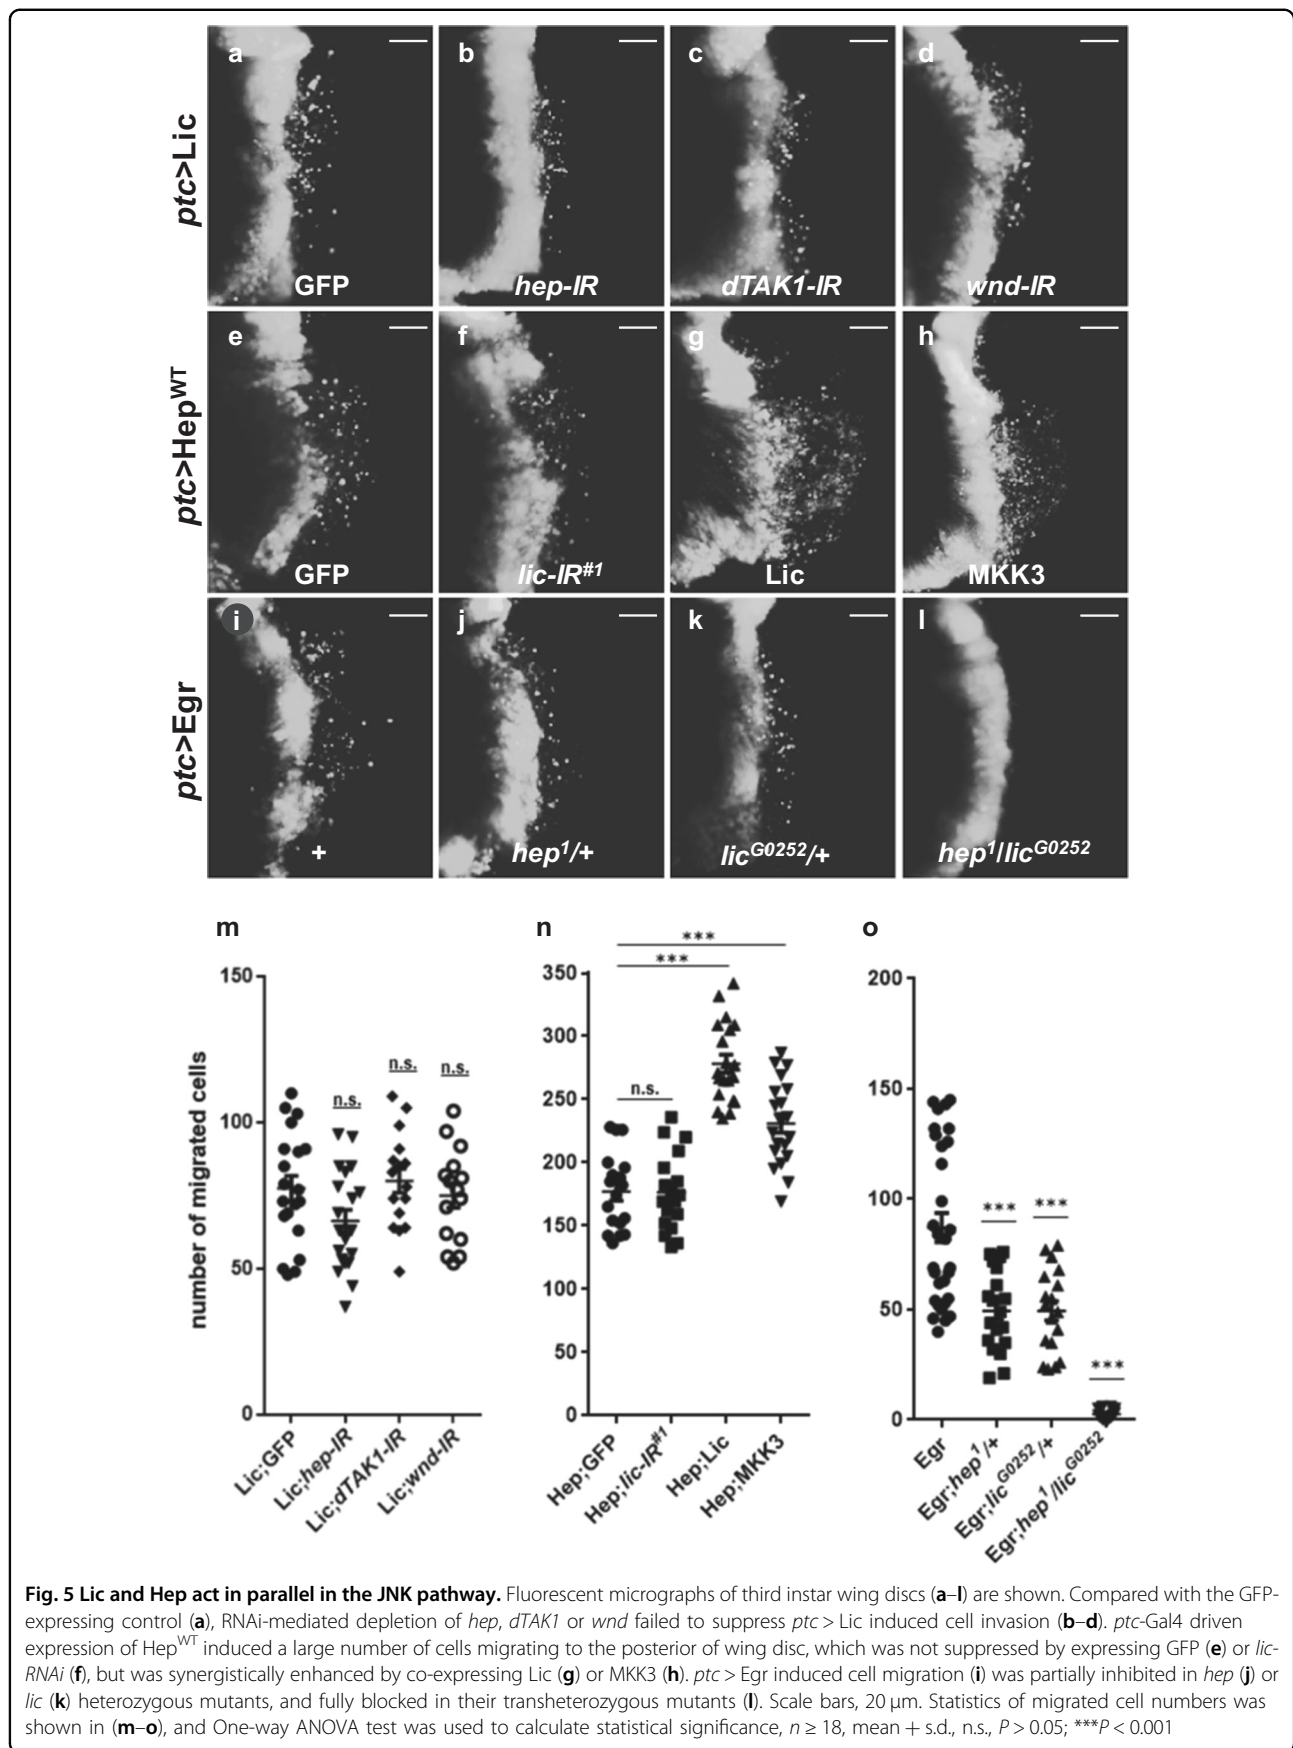 ptc>Lic
a
b
c
d
GFP
hep-IR
dTAK1-IR
wnd-IR
ptc>Hep^WT
e
f
g
h
GFP
lic-IR^#1
Lic
MKK3
ptc>Egr
i
j
k
l
+
hep^1/+
lic^G0252/+
hep^1/lic^G0252
m
number of migrated cells
150
100
50
0
n.s.
n.s.
n.s.
Lic;GFP
Lic;hep-IR
Lic;dTAK1-IR
Lic;wnd-IR
n
350
300
250
200
150
100
50
0
***
***
n.s.
Hep;GFP
Hep;lic-IR^#1
Hep;Lic
Hep;MKK3
o
200
150
100
50
0
***
***
***
Egr
Egr;hep^1/+
Egr;lic^G0252/+
Egr;hep^1/lic^G0252
Fig. 5 Lic and Hep act in parallel in the JNK pathway. Fluorescent micrographs of third instar wing discs (a–l) are shown. Compared with the GFP-
expressing control (a), RNAi-mediated depletion of hep, dTAK1 or wnd failed to suppress ptc > Lic induced cell invasion (b–d). ptc-Gal4 driven
expression of Hep^WT induced a large number of cells migrating to the posterior of wing disc, which was not suppressed by expressing GFP (e) or lic-
RNAi (f), but was synergistically enhanced by co-expressing Lic (g) or MKK3 (h). ptc > Egr induced cell migration (i) was partially inhibited in hep (j) or
lic (k) heterozygous mutants, and fully blocked in their transheterozygous mutants (l). Scale bars, 20 μm. Statistics of migrated cell numbers was
shown in (m–o), and One-way ANOVA test was used to calculate statistical significance, n ≥ 18, mean + s.d., n.s., P > 0.05; ***P < 0.001